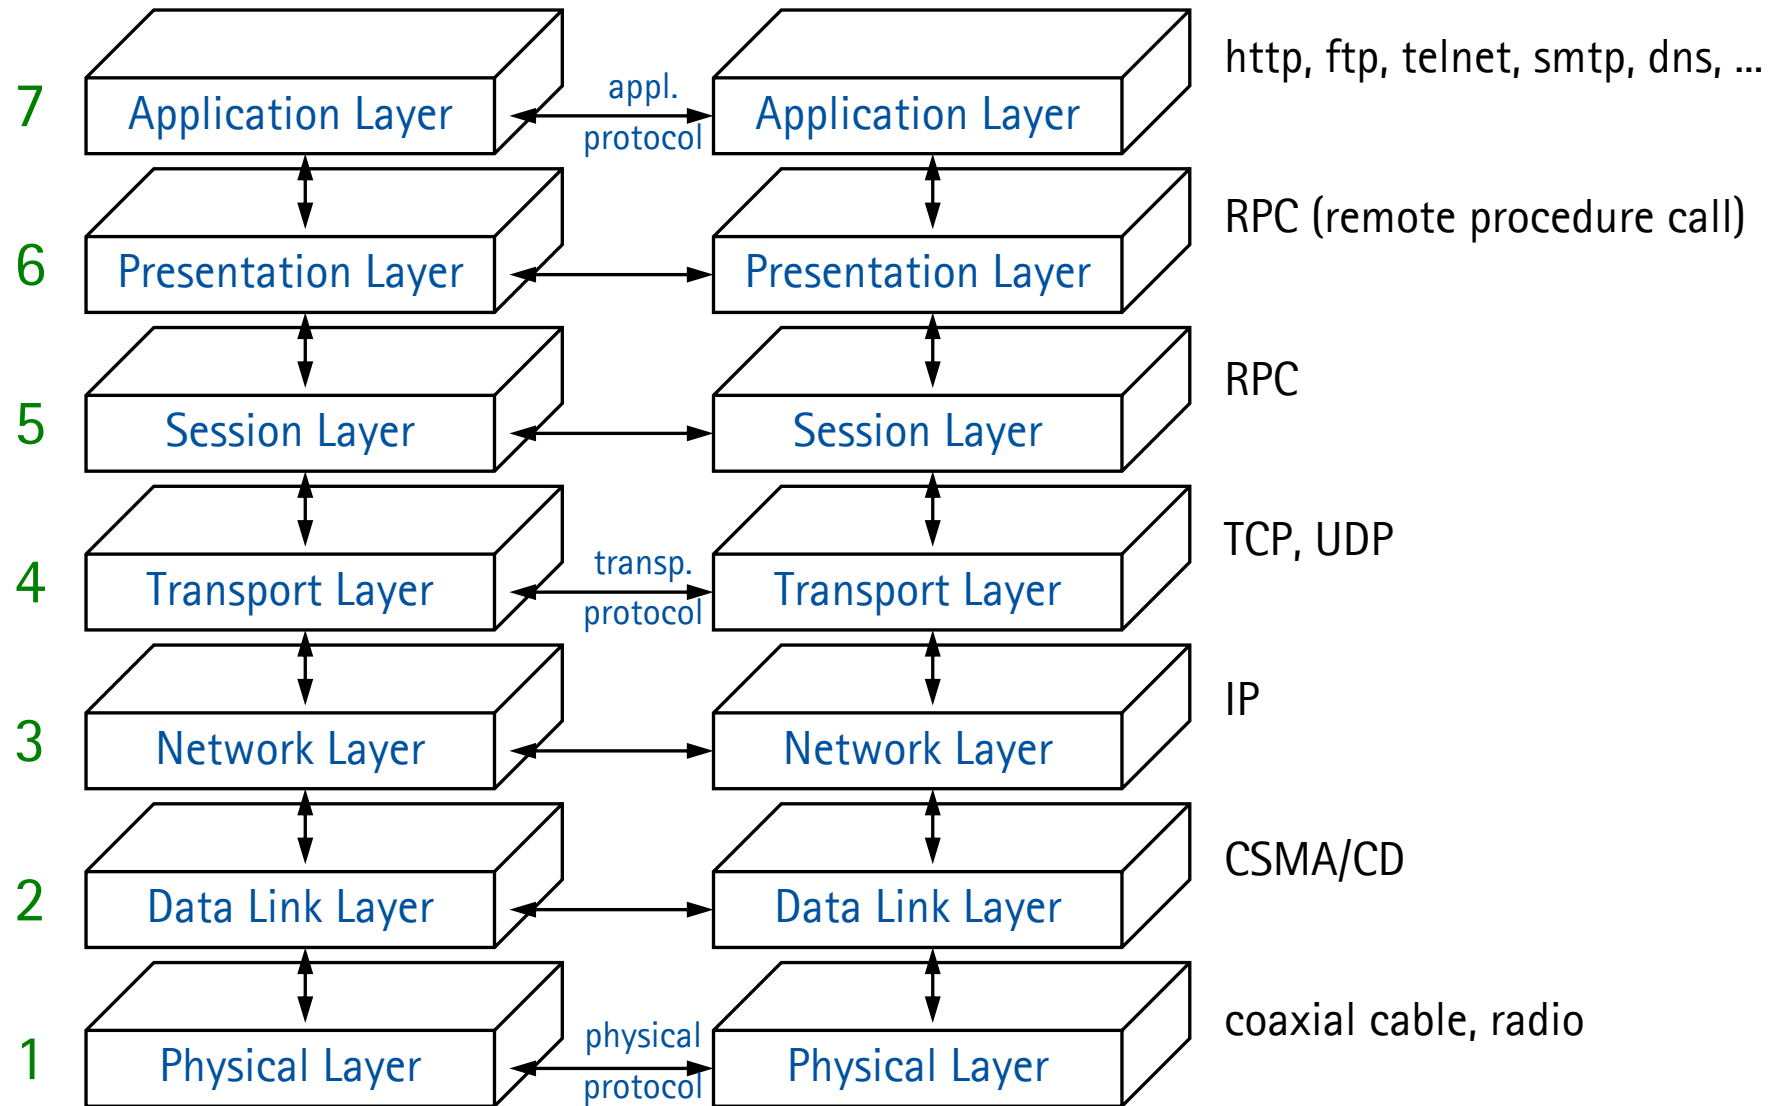 http, ftp, telnet, smtp, dns, ...
7
Application Layer
appl.
protocol
Application Layer
RPC (remote procedure call)
6
Presentation Layer
Presentation Layer
RPC
5
Session Layer
Session Layer
TCP, UDP
4
Transport Layer
transp.
protocol
Transport Layer
IP
3
Network Layer
Network Layer
CSMA/CD
2
Data Link Layer
Data Link Layer
coaxial cable, radio
1
Physical Layer
physical
protocol
Physical Layer